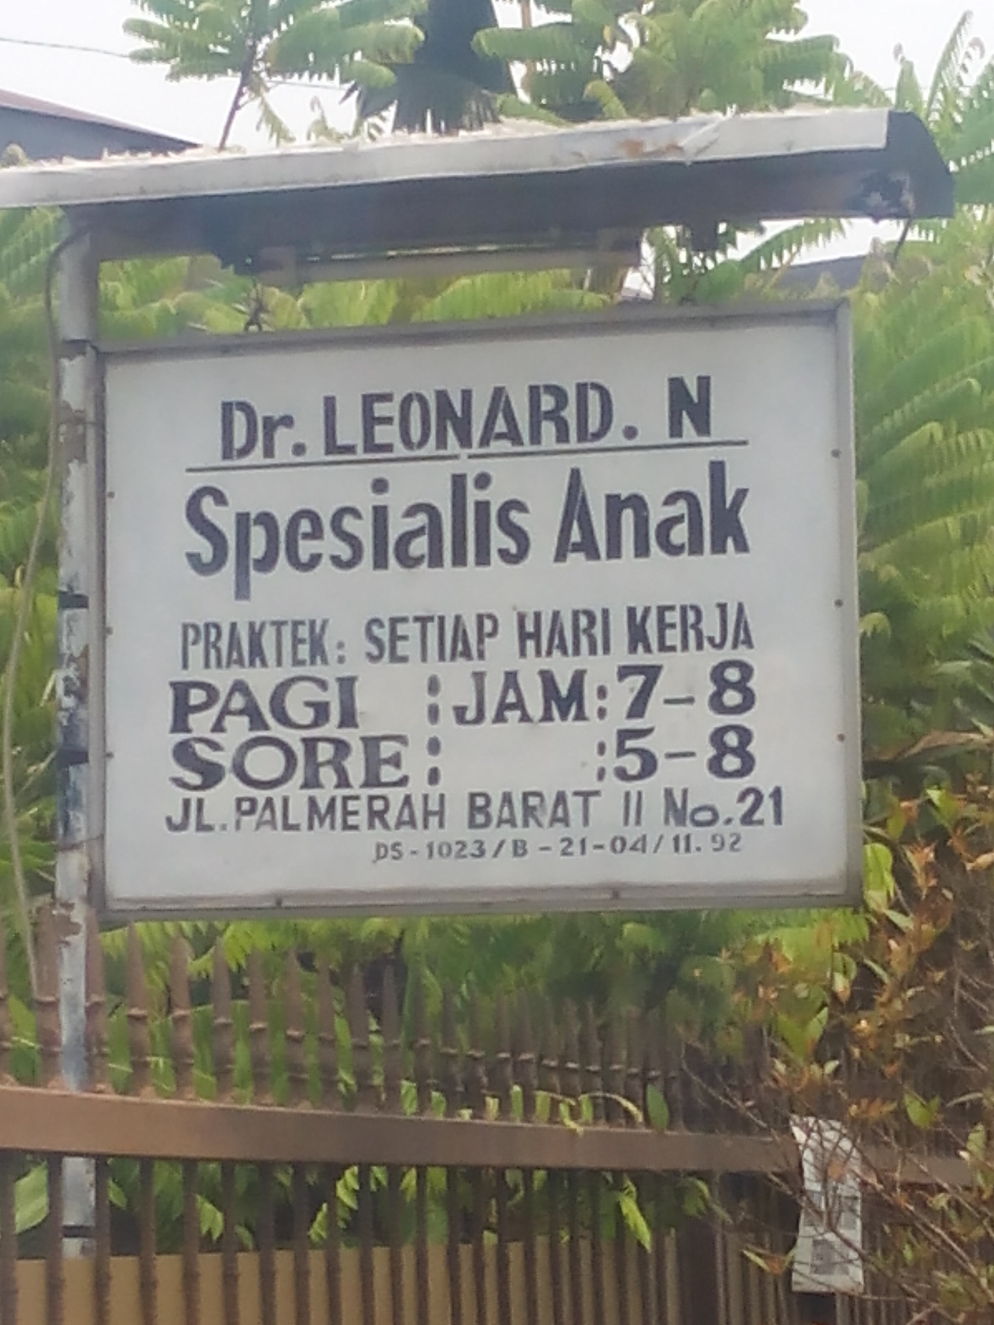 Dr. LEONARD. N
Spesialis Anak
PRAKTEK: SETIAP HARI KERJA
PAGI : JAM: 7-8
SORE: : 5-8
JL. PALMERAH BARAT II No. 21
DS-1023/B-21-04/11.92